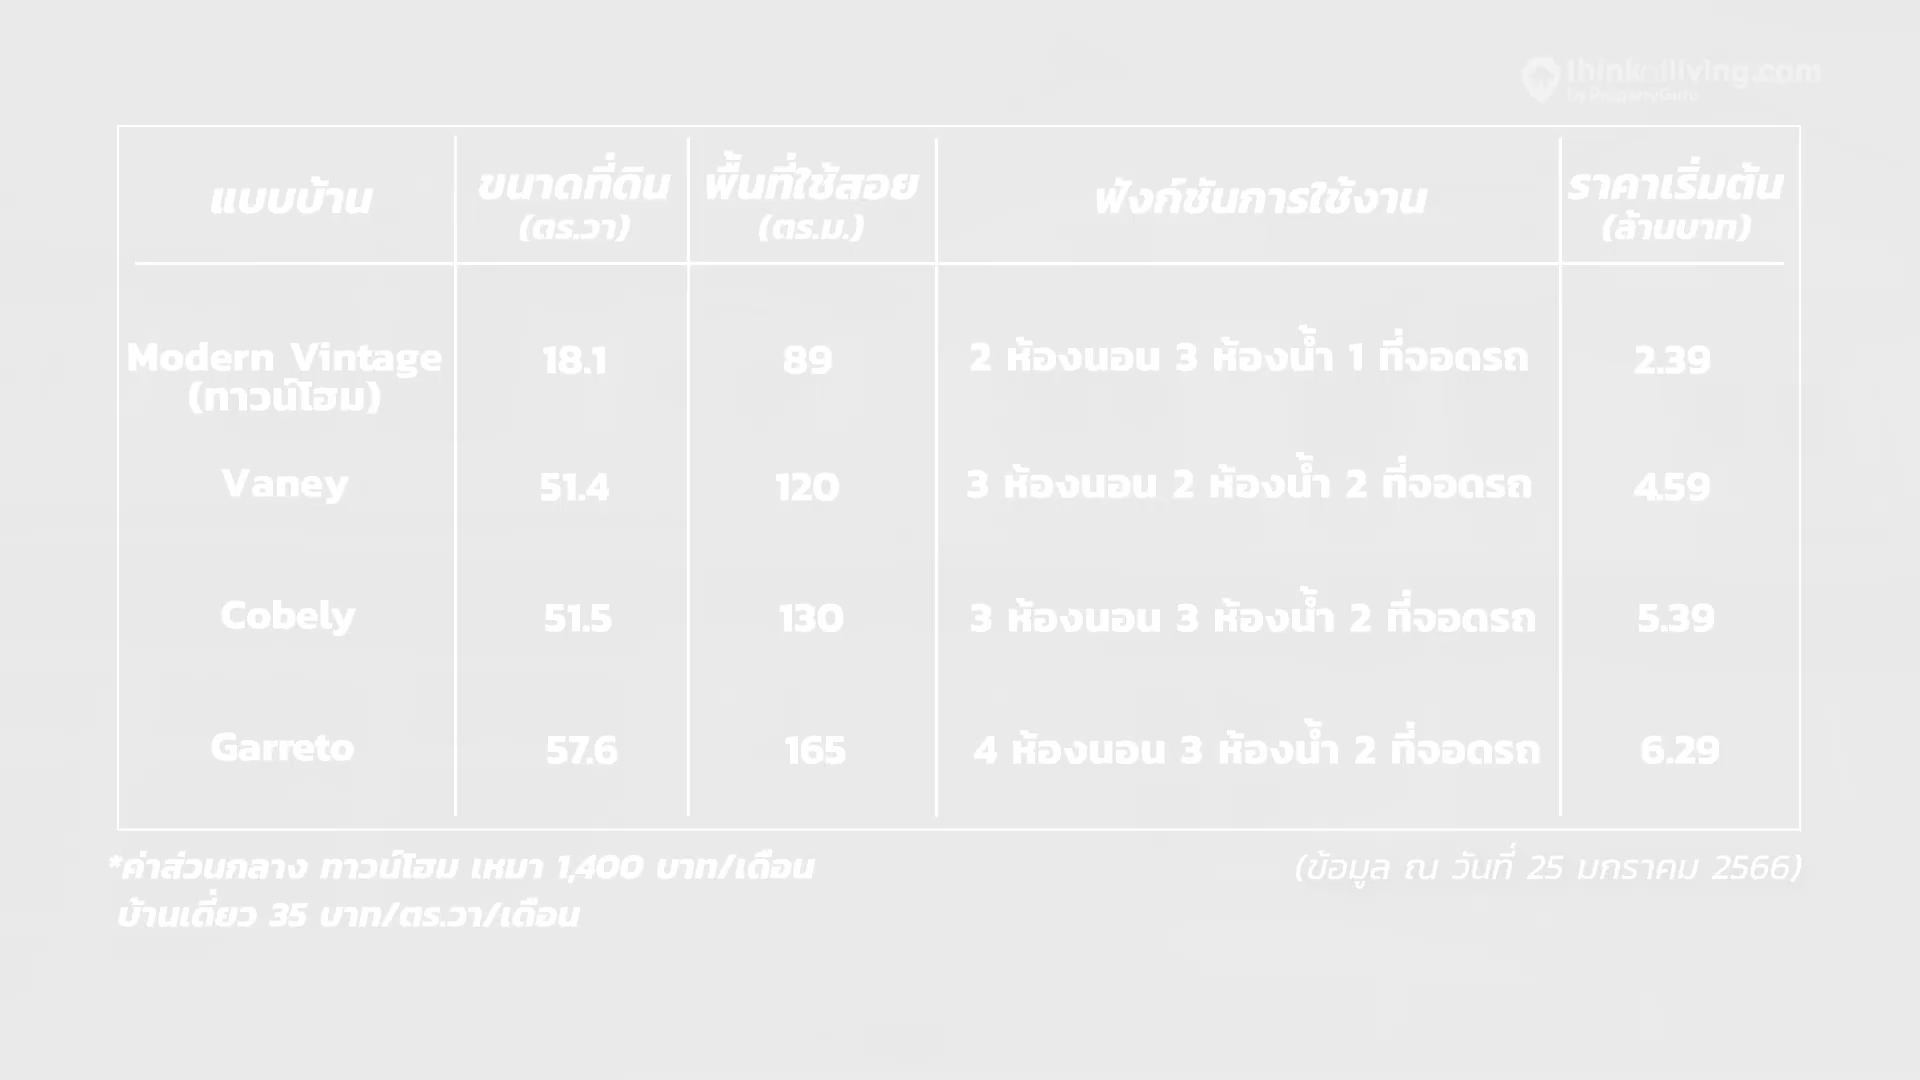 thinkofliving.com
by PropertyGuru
แบบบ้าน
ขนาดที่ดิน
(ตร.วา)
พื้นที่ใช้สอย
(ตร.ม.)
ฟังก์ชันการใช้งาน
ราคาเริ่มต้น
(ล้านบาท)
Modern Vintage
(ทาวน์โฮม)
18.1
89
2 ห้องนอน 3 ห้องน้ำ 1 ที่จอดรถ
2.39
Vaney
51.4
120
3 ห้องนอน 2 ห้องน้ำ 2 ที่จอดรถ
4.59
Cobely
51.5
130
3 ห้องนอน 3 ห้องน้ำ 2 ที่จอดรถ
5.39
Garreto
57.6
165
4 ห้องนอน 3 ห้องน้ำ 2 ที่จอดรถ
6.29
*ค่าส่วนกลาง ทาวน์โฮม เหมา 1,400 บาท/เดือน
บ้านเดี่ยว 35 บาท/ตร.วา/เดือน
(ข้อมูล ณ วันที่ 25 มกราคม 2566)